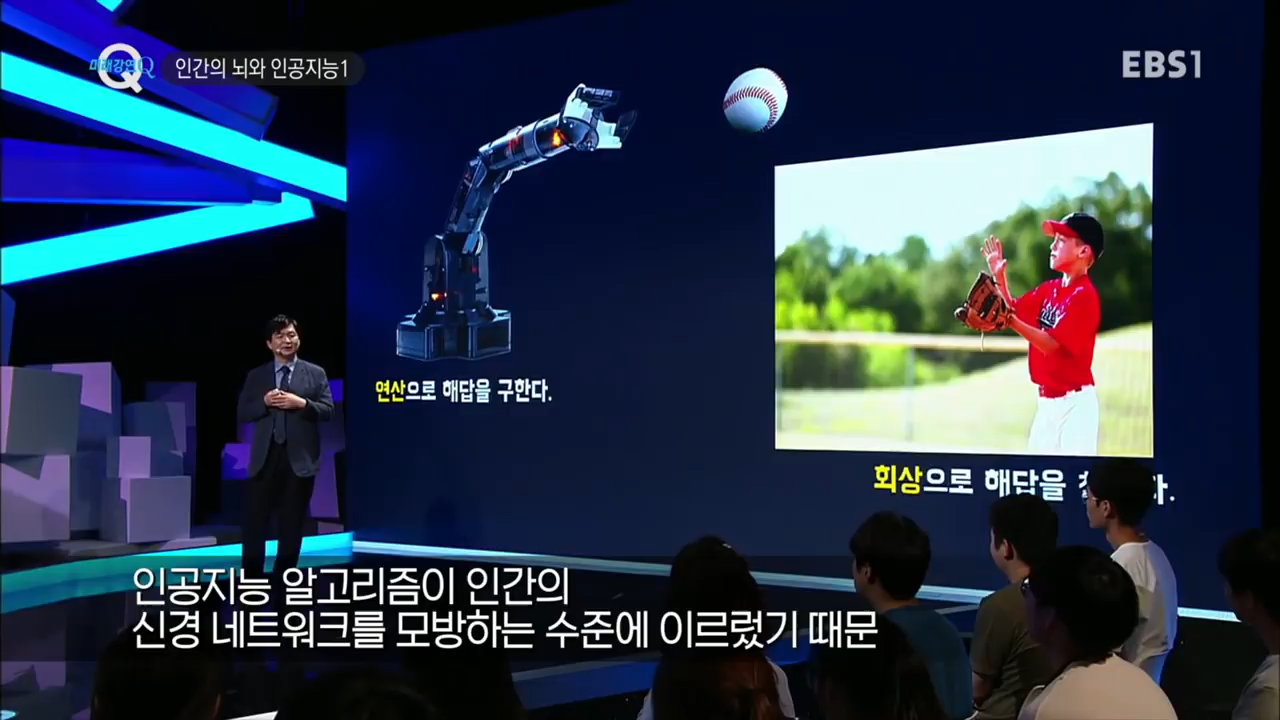 미래강연Q
인간의 뇌와 인공지능1
EBS1
연산으로 해답을 구한다.
회상으로 해답을
인공지능 알고리즘이 인간의
신경 네트워크를 모방하는 수준에 이르렀기 때문